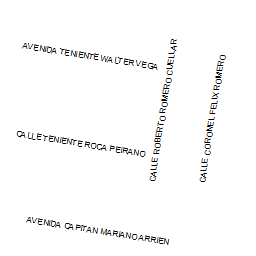 AVENIDA TENIENTE WALTER VEGA
CALLE ROBERTO ROMERO CUELLAR
CALLE CORONEL FELIX ROMERO
CALLE TENIENTE ROCA PEIRANO
AVENIDA CAPITAN MARIANO ARRIEN